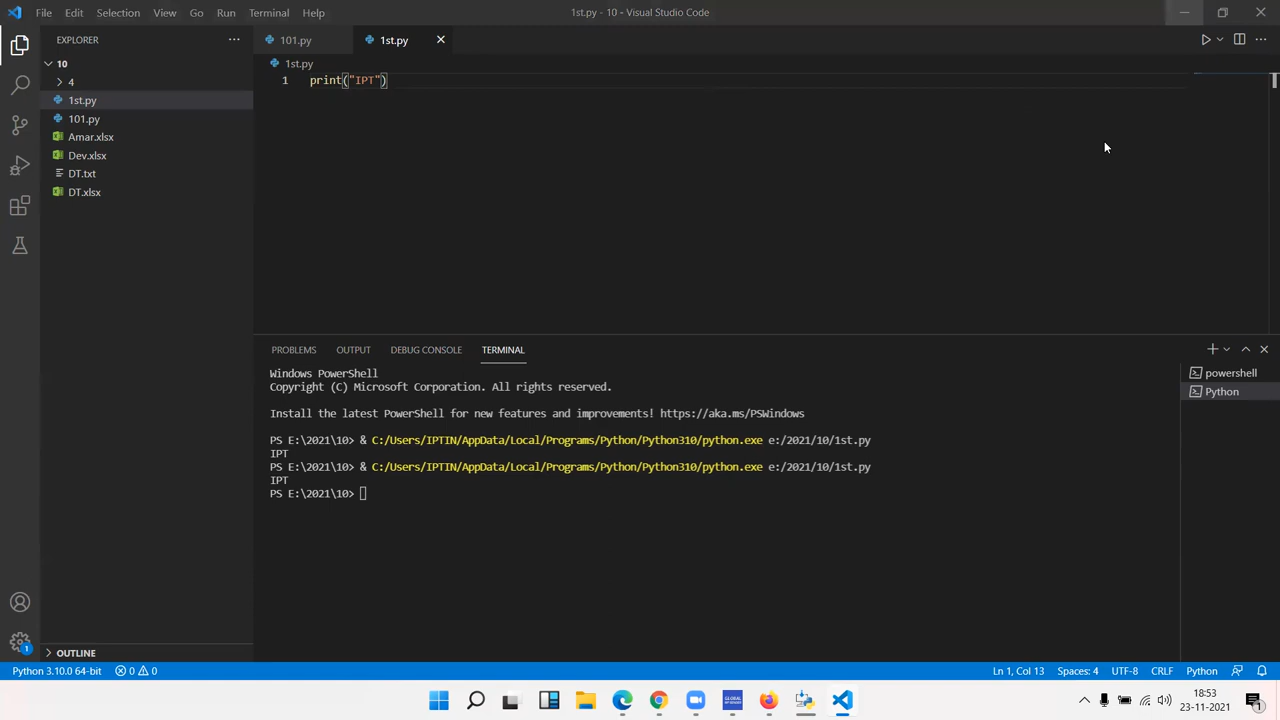 File Edit Selection View Go Run Terminal Help
1st.py - 10 - Visual Studio Code
EXPLORER
101.py
1st.py
10
1st.py
4
1 print("IPT")
1st.py
101.py
Amar.xlsx
Dev.xlsx
DT.txt
DT.xlsx
PROBLEMS OUTPUT DEBUG CONSOLE TERMINAL
Windows PowerShell
Copyright (C) Microsoft Corporation. All rights reserved.
Install the latest PowerShell for new features and improvements! https://aka.ms/PSWindows
PS E:\2021\10> & C:/Users/IPTIN/AppData/Local/Programs/Python/Python310/python.exe e:/2021/10/1st.py
IPT
PS E:\2021\10> & C:/Users/IPTIN/AppData/Local/Programs/Python/Python310/python.exe e:/2021/10/1st.py
IPT
PS E:\2021\10>
powershell
Python
OUTLINE
1
Python 3.10.0 64-bit 0 0
Ln 1, Col 13 Spaces: 4 UTF-8 CRLF Python
GLOBAL
18:53
23-11-2021
1